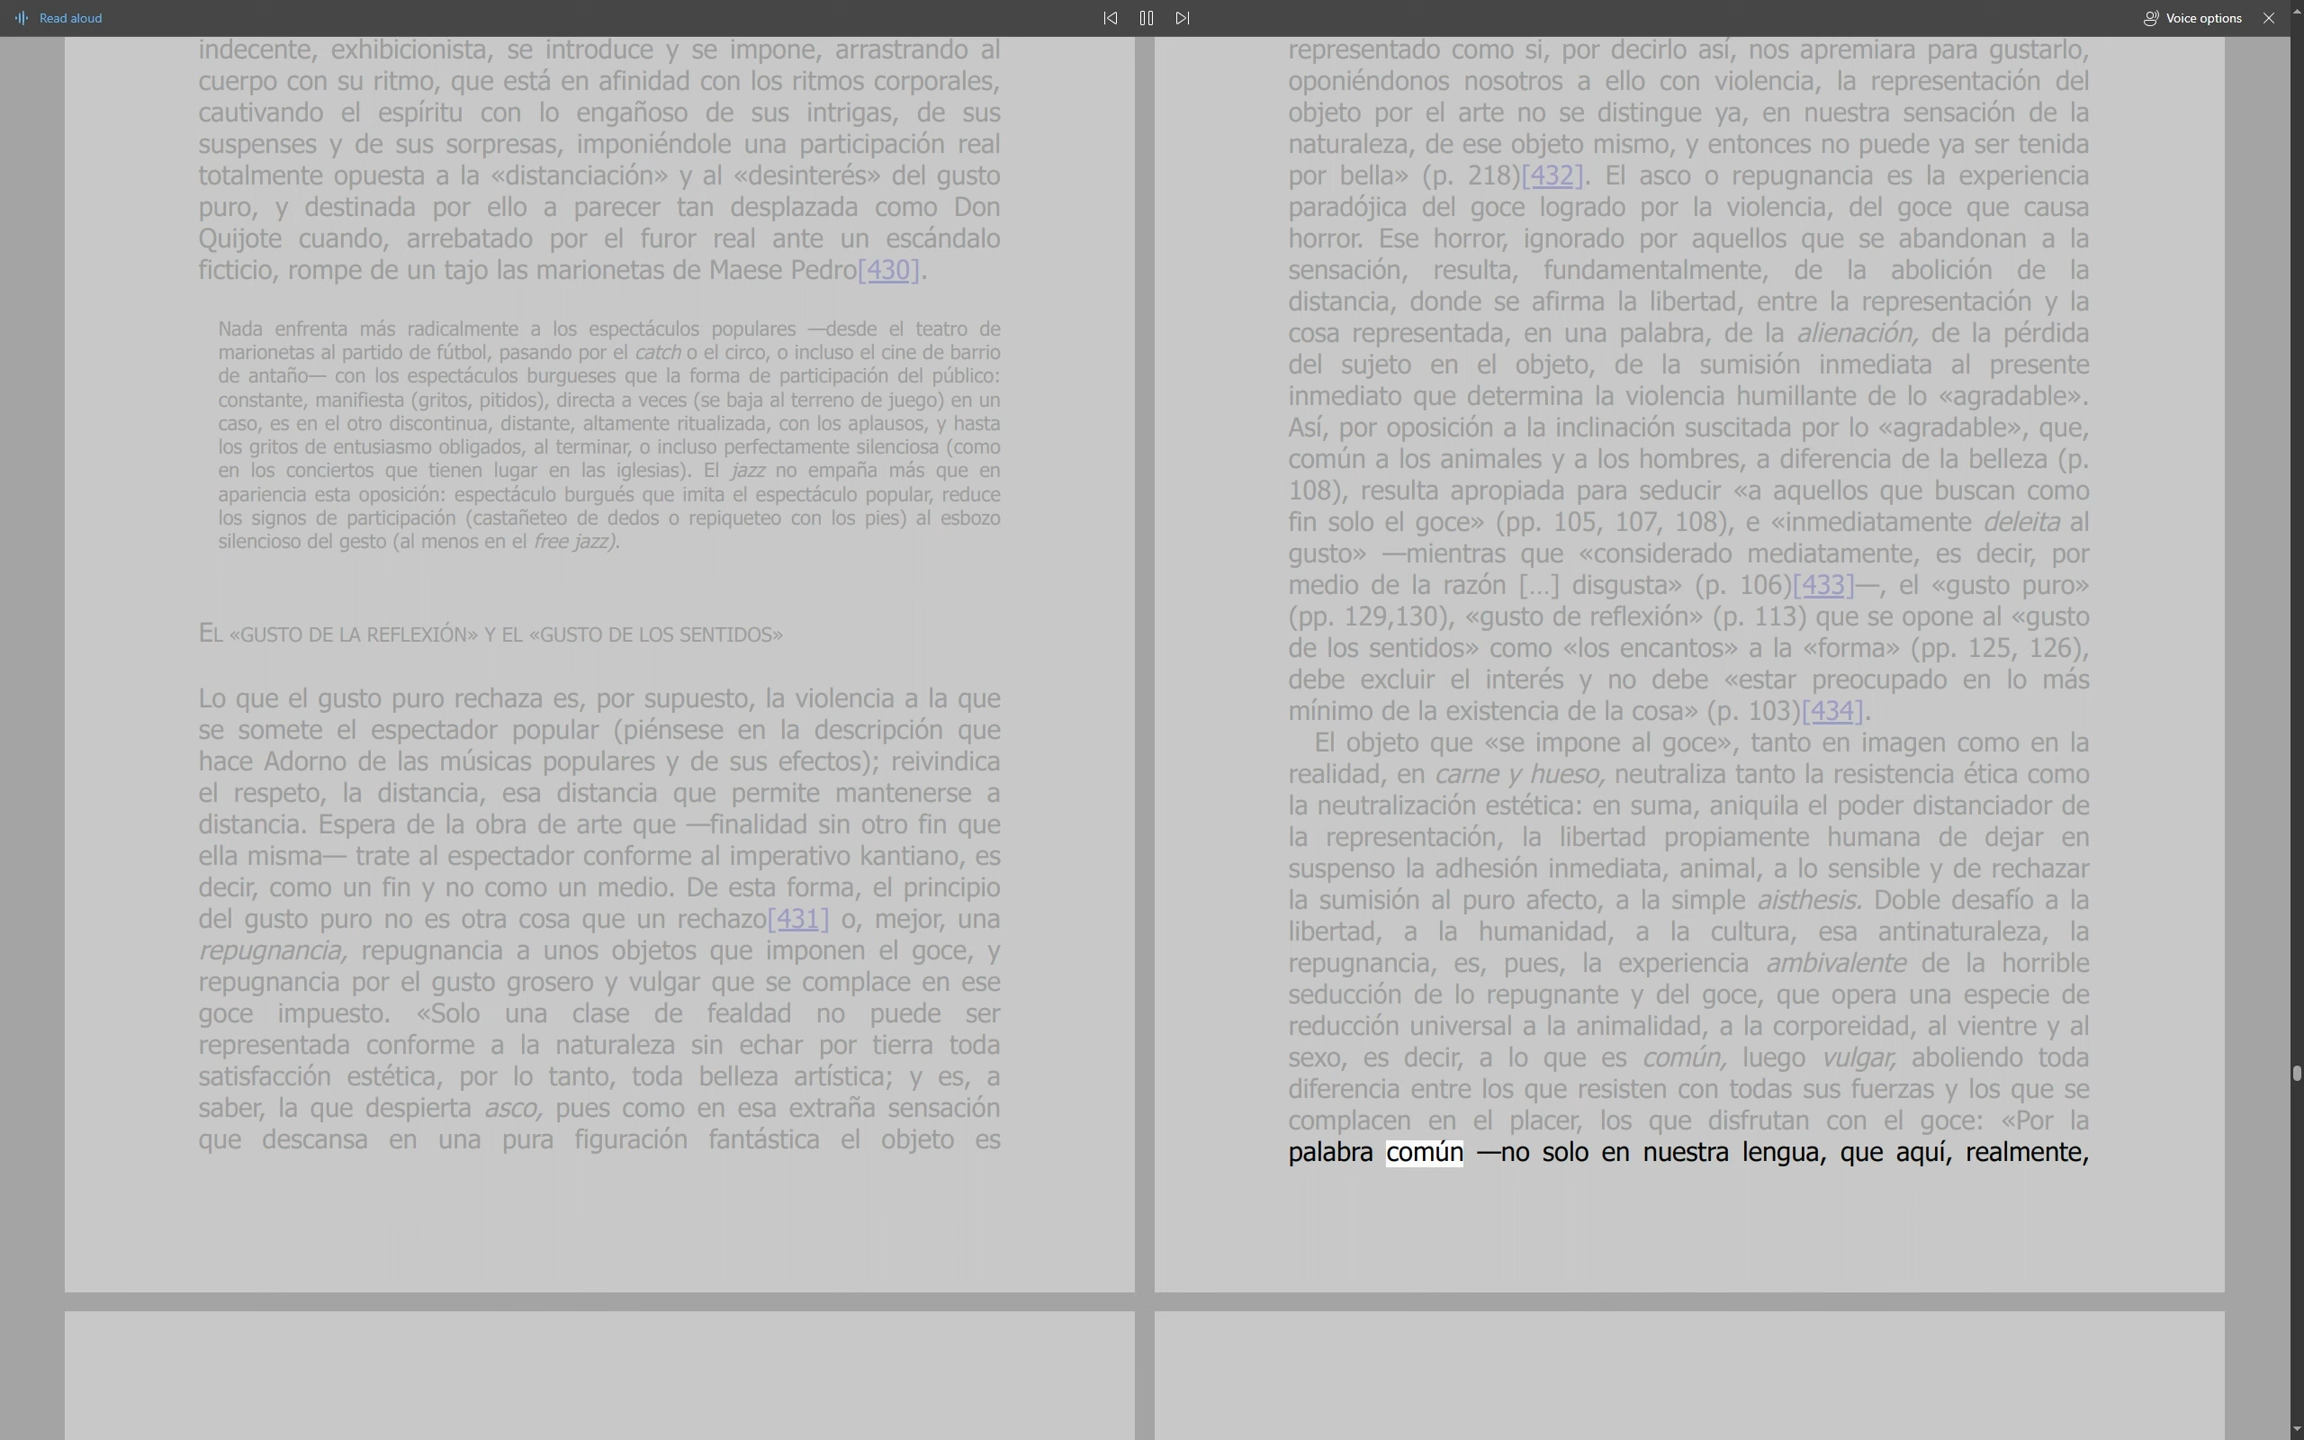 Read aloud
Voice options
indecente, exhibicionista, se introduce y se impone, arrastrando al
cuerpo con su ritmo, que está en afinidad con los ritmos corporales,
cautivando el espíritu con lo engañoso de sus intrigas, de sus
suspenses y de sus sorpresas, imponiéndole una participación real
totalmente opuesta a la «distanciación» y al «desinterés» del gusto
puro, y destinada por ello a parecer tan desplazada como Don
Quijote cuando, arrebatado por el furor real ante un escándalo
ficticio, rompe de un tajo las marionetas de Maese Pedro[430].
Nada enfrenta más radicalmente a los espectáculos populares —desde el teatro de
marionetas al partido de fútbol, pasando por el catch o el circo, o incluso el cine de barrio
de antaño— con los espectáculos burgueses que la forma de participación del público:
constante, manifiesta (gritos, pitidos), directa a veces (se baja al terreno de juego) en un
caso, es en el otro discontinua, distante, altamente ritualizada, con los aplausos, y hasta
los gritos de entusiasmo obligados, al terminar, o incluso perfectamente silenciosa (como
en los conciertos que tienen lugar en las iglesias). El jazz no empaña más que en
apariencia esta oposición: espectáculo burgués que imita el espectáculo popular, reduce
los signos de participación (castañeteo de dedos o repiqueteo con los pies) al esbozo
silencioso del gesto (al menos en el free jazz).
EL «GUSTO DE LA REFLEXIÓN» Y EL «GUSTO DE LOS SENTIDOS»
Lo que el gusto puro rechaza es, por supuesto, la violencia a la que
se somete el espectador popular (piénsese en la descripción que
hace Adorno de las músicas populares y de sus efectos); reivindica
el respeto, la distancia, esa distancia que permite mantenerse a
distancia. Espera de la obra de arte que —finalidad sin otro fin que
ella misma— trate al espectador conforme al imperativo kantiano, es
decir, como un fin y no como un medio. De esta forma, el principio
del gusto puro no es otra cosa que un rechazo[431] o, mejor, una
repugnancia, repugnancia a unos objetos que imponen el goce, y
repugnancia por el gusto grosero y vulgar que se complace en ese
goce impuesto. «Solo una clase de fealdad no puede ser
representada conforme a la naturaleza sin echar por tierra toda
satisfacción estética, por lo tanto, toda belleza artística; y es, a
saber, la que despierta asco, pues como en esa extraña sensación
que descansa en una pura figuración fantástica el objeto es
representado como si, por decirlo así, nos apremiara para gustarlo,
oponiéndonos nosotros a ello con violencia, la representación del
objeto por el arte no se distingue ya, en nuestra sensación de la
naturaleza, de ese objeto mismo, y entonces no puede ya ser tenida
por bella» (p. 218)[432]. El asco o repugnancia es la experiencia
paradójica del goce logrado por la violencia, del goce que causa
horror. Ese horror, ignorado por aquellos que se abandonan a la
sensación, resulta, fundamentalmente, de la abolición de la
distancia, donde se afirma la libertad, entre la representación y la
cosa representada, en una palabra, de la alienación, de la pérdida
del sujeto en el objeto, de la sumisión inmediata al presente
inmediato que determina la violencia humillante de lo «agradable».
Así, por oposición a la inclinación suscitada por lo «agradable», que,
común a los animales y a los hombres, a diferencia de la belleza (p.
108), resulta apropiada para seducir «a aquellos que buscan como
fin solo el goce» (pp. 105, 107, 108), e «inmediatamente deleita al
gusto» —mientras que «considerado mediatamente, es decir, por
medio de la razón [...] disgusta» (p. 106)[433]—, el «gusto puro»
(pp. 129,130), «gusto de reflexión» (p. 113) que se opone al «gusto
de los sentidos» como «los encantos» a la «forma» (pp. 125, 126),
debe excluir el interés y no debe «estar preocupado en lo más
mínimo de la existencia de la cosa» (p. 103)[434].
El objeto que «se impone al goce», tanto en imagen como en la
realidad, en carne y hueso, neutraliza tanto la resistencia ética como
la neutralización estética: en suma, aniquila el poder distanciador de
la representación, la libertad propiamente humana de dejar en
suspenso la adhesión inmediata, animal, a lo sensible y de rechazar
la sumisión al puro afecto, a la simple aisthesis. Doble desafío a la
libertad, a la humanidad, a la cultura, esa antinaturaleza, la
repugnancia, es, pues, la experiencia ambivalente de la horrible
seducción de lo repugnante y del goce, que opera una especie de
reducción universal a la animalidad, a la corporeidad, al vientre y al
sexo, es decir, a lo que es común, luego vulgar, aboliendo toda
diferencia entre los que resisten con todas sus fuerzas y los que se
complacen en el placer, los que disfrutan con el goce: «Por la
palabra común —no solo en nuestra lengua, que aquí, realmente,